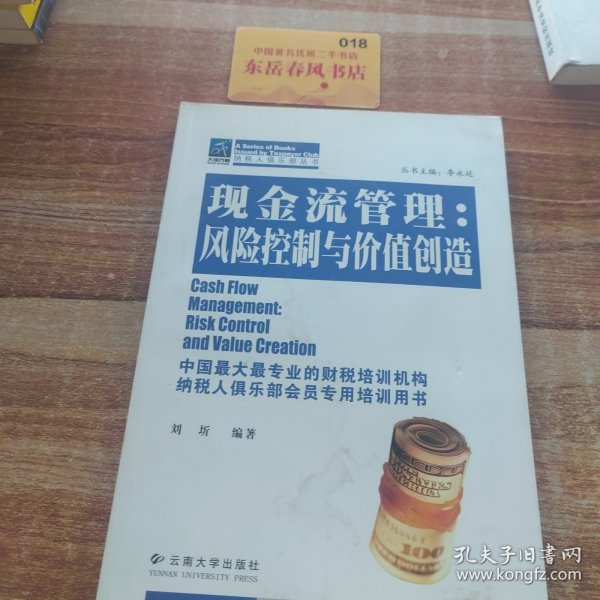 018
中国著名优质二手书店
东岳春风书店
A Series of Books
Issued by Taxpayer Club
纳税人俱乐部丛书
丛书主编：李永延
现金流管理：
风险控制与价值创造
Cash Flow
Management:
Risk Control
and Value Creation
中国最大最专业的财税培训机构
纳税人俱乐部会员专用培训用书
刘圻 编著
100
云南大学出版社
YUNNAN UNIVERSITY PRESS
孔夫子旧书网
www.kongfz.com